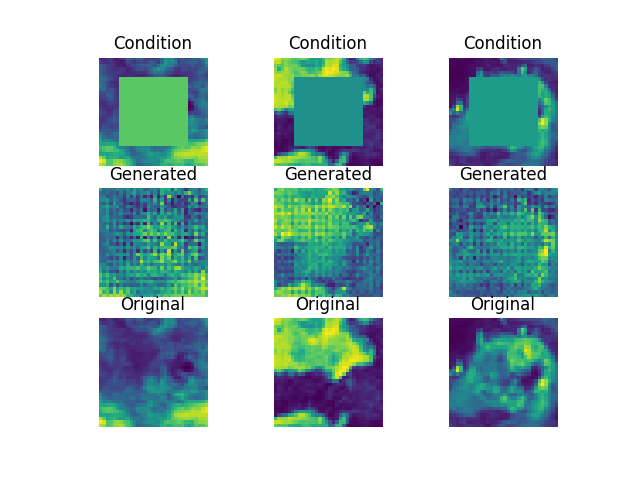 Condition Condition Condition
Generated Generated Generated
Original Original Original